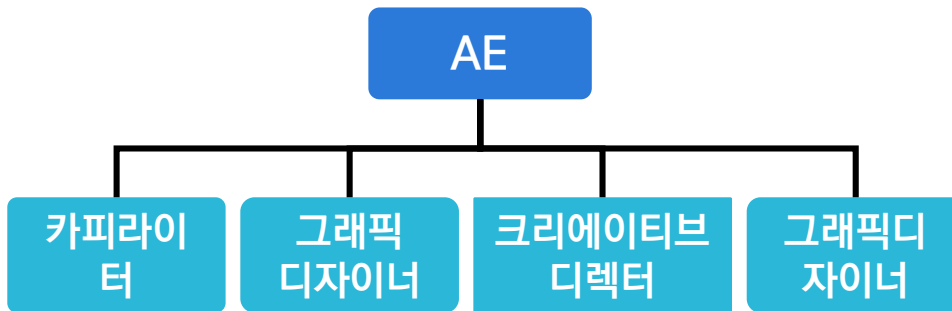 AE
카피라이
터
그래픽
디자이너
크리에이티브
디렉터
그래픽디
자이너